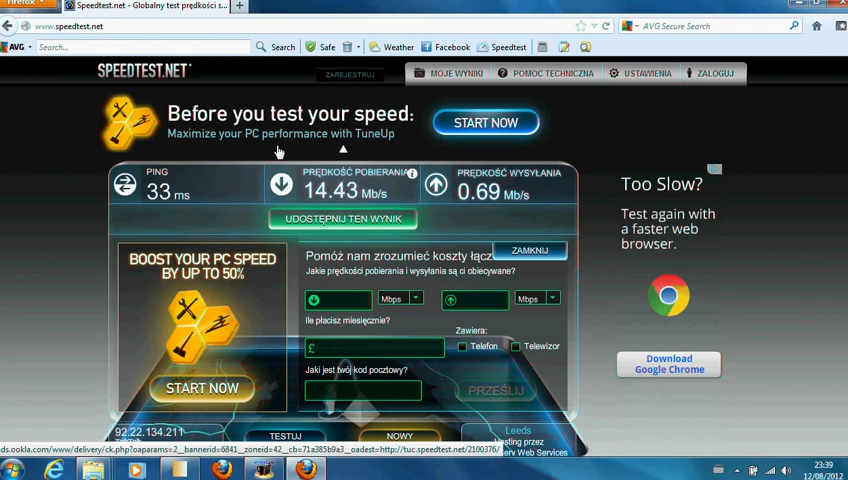 Firefox
Speedtest.net - Globalny test prędkości s...
www.speedtest.net
AVG Secure Search
AVG Search... Search Safe Weather Facebook Speedtest
SPEEDTEST.NET
ZAREJESTRUJ
MOJE WYNIKI POMOC TECHNICZNA USTAWIENIA ZALOGUJ
Before you test your speed:
Maximize your PC performance with TuneUp
START NOW
PING
33 ms
PRĘDKOŚĆ POBIERANIA
14.43 Mb/s
PRĘDKOŚĆ WYSYŁANIA
0.69 Mb/s
UDOSTĘPNIJ TEN WYNIK
Too Slow?
Test again with
a faster web
browser.
Download
Google Chrome
BOOST YOUR PC SPEED
BY UP TO 50%
START NOW
Pomóż nam zrozumieć koszty łącz
ZAMKNIJ
Jakie prędkości pobierania i wysyłania są ci obiecywane?
Mbps Mbps
Ile płacisz miesięcznie?
Zawiera:
£
Telefon Telewizor
Jaki jest twój kod pocztowy?
PRZEŚLIJ
92.22.134.211
TESTUJ
NOWY
Leeds
Hosting przez
Web Services
ds.ookla.com/www/delivery/ck.php?oaparams=2__bannerid=6841__zoneid=42__cb=71a385b9a3__oadest=http://tuc.speedtest.net/2100376/
23:39
12/08/2012